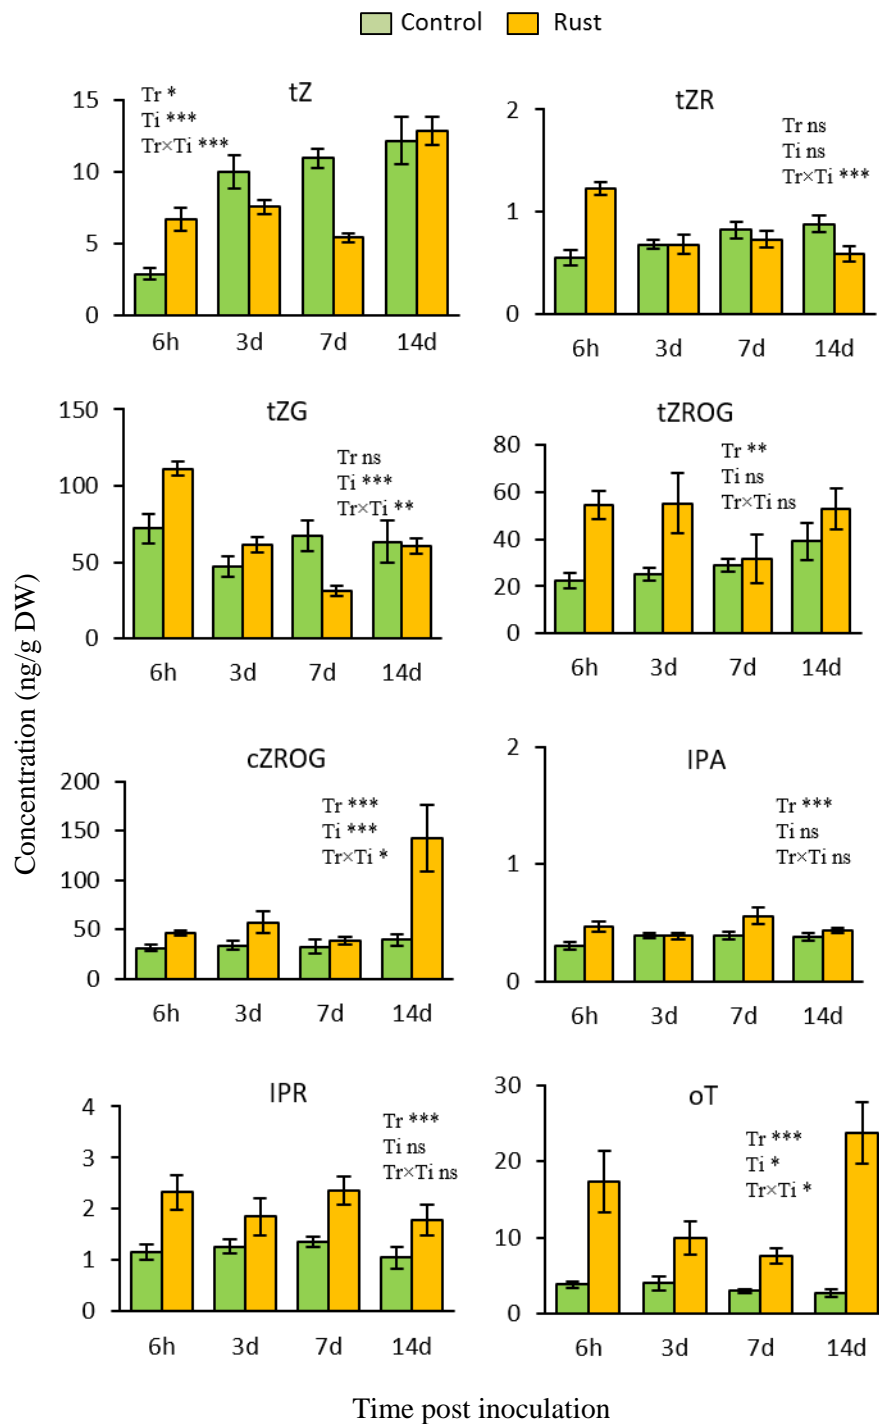 Control Rust
tZ
Tr *
Ti ***
Tr×Ti ***
15
10
5
0
6h 3d 7d 14d
tZR
Tr ns
Ti ns
Tr×Ti ***
2
1
0
6h 3d 7d 14d
tZG
Tr ns
Ti ***
Tr×Ti **
150
100
50
0
6h 3d 7d 14d
tZROG
Tr **
Ti ns
Tr×Ti ns
80
60
40
20
0
6h 3d 7d 14d
Concentration (ng/g DW)
cZROG
Tr ***
Ti ***
Tr×Ti *
200
150
100
50
0
6h 3d 7d 14d
IPA
Tr ***
Ti ns
Tr×Ti ns
2
1
0
6h 3d 7d 14d
IPR
Tr ***
Ti ns
Tr×Ti ns
4
3
2
1
0
6h 3d 7d 14d
oT
Tr ***
Ti *
Tr×Ti *
30
20
10
0
6h 3d 7d 14d
Time post inoculation